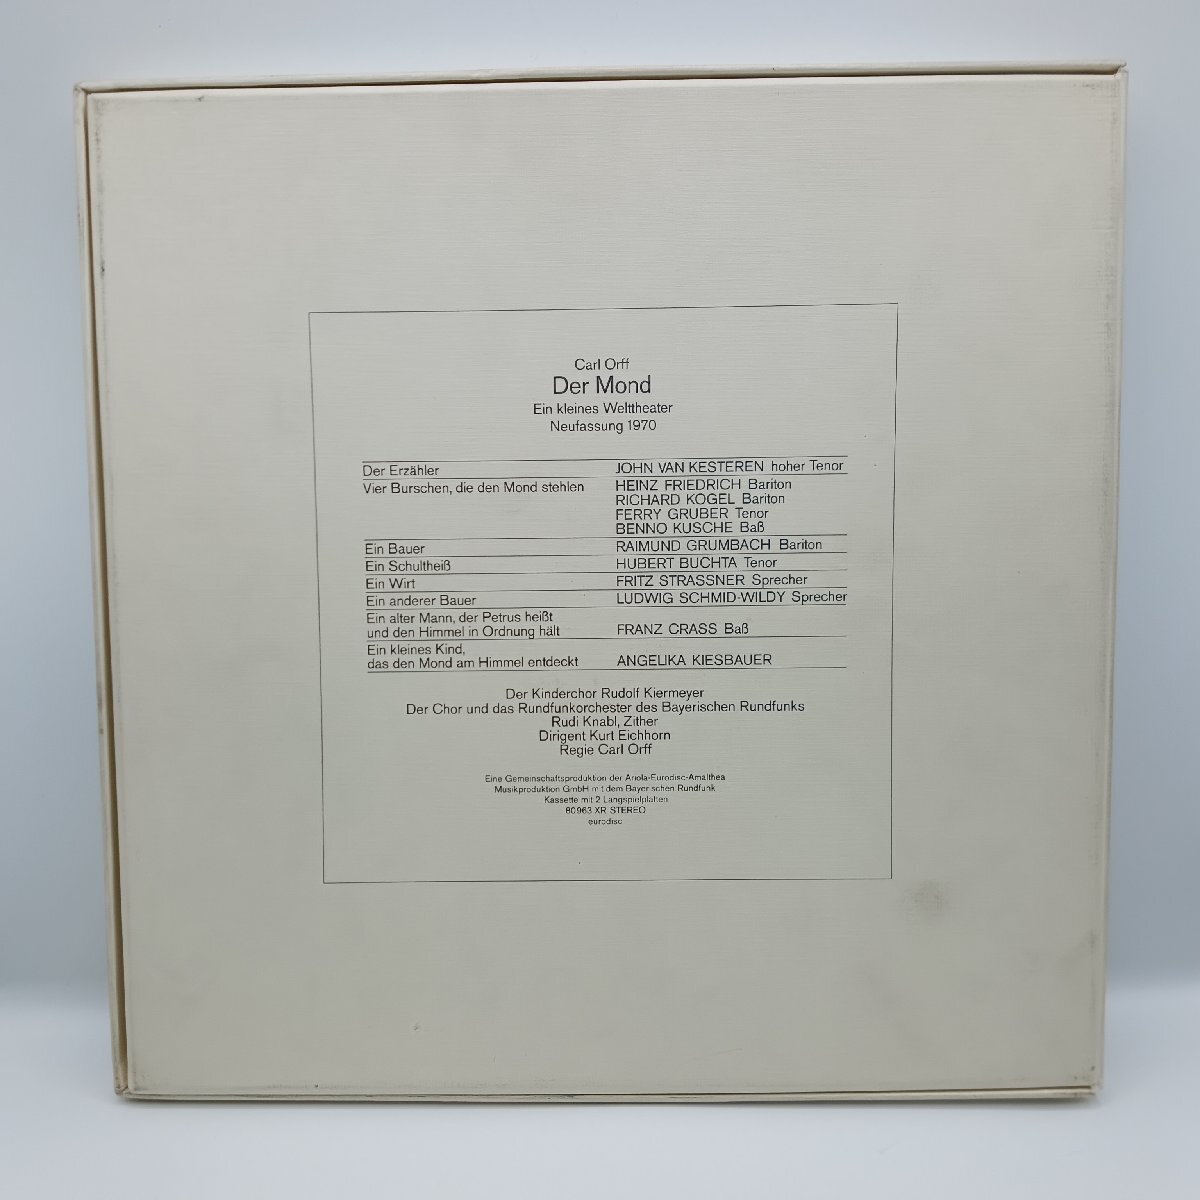 Carl Orff
Der Mond
Ein kleines Welttheater
Neufassung 1970
Der Erzähler JOHN VAN KESTEREN hoher Tenor
Vier Burschen, die den Mond stehlen HEINZ FRIEDRICH Bariton
RICHARD KOGEL Bariton
FERRY GRUBER Tenor
BENNO KUSCHE Baß
Ein Bauer RAIMUND GRUMBACH Bariton
Ein Schultheiß HUBERT BUCHTA Tenor
Ein Wirt FRITZ STRASSNER Sprecher
Ein anderer Bauer LUDWIG SCHMID-WILDY Sprecher
Ein alter Mann, der Petrus heißt
und den Himmel in Ordnung hält FRANZ CRASS Baß
Ein kleines Kind,
das den Mond am Himmel entdeckt ANGELIKA KIESBAUER
Der Kinderchor Rudolf Kiermeyer
Der Chor und das Rundfunkorchester des Bayerischen Rundfunks
Rudi Knabl, Zither
Dirigent Kurt Eichhorn
Regie Carl Orff
Eine Gemeinschaftsproduktion der Ariola-Eurodisc-Amalthea
Musikproduktion GmbH mit dem Bayerischen Rundfunk
Kassette mit 2 Langspielplatten
80963 XR STEREO
eurodisc